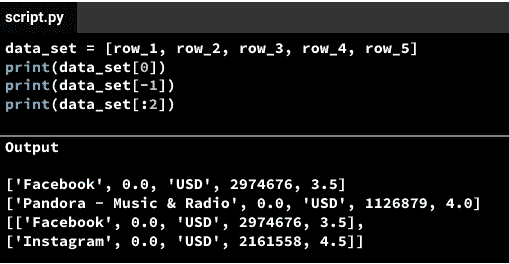 script.py
data_set = [row_1, row_2, row_3, row_4, row_5]
print(data_set[0])
print(data_set[-1])
print(data_set[:2])
Output
['Facebook', 0.0, 'USD', 2974676, 3.5]
['Pandora - Music & Radio', 0.0, 'USD', 1126879, 4.0]
[['Facebook', 0.0, 'USD', 2974676, 3.5],
['Instagram', 0.0, 'USD', 2161558, 4.5]]